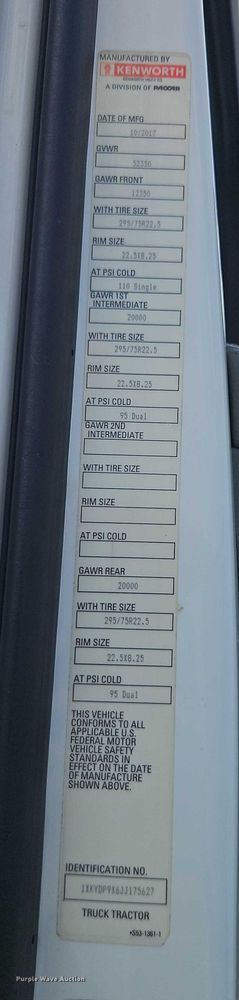 MANUFACTURED BY
KENWORTH
A DIVISION OF PACCAR
DATE OF MFG
10/2017
GVWR
52350
GAWR FRONT
12350
WITH TIRE SIZE
295/75R22.5
RIM SIZE
22.5X8.25
AT PSI COLD
110 Single
GAWR 1ST
INTERMEDIATE
20000
WITH TIRE SIZE
295/75R22.5
RIM SIZE
22.5X8.25
AT PSI COLD
95 Dual
GAWR 2ND
INTERMEDIATE
WITH TIRE SIZE
RIM SIZE
AT PSI COLD
GAWR REAR
20000
WITH TIRE SIZE
295/75R22.5
RIM SIZE
22.5X8.25
AT PSI COLD
95 Dual
THIS VEHICLE
CONFORMS TO ALL
APPLICABLE U.S.
FEDERAL MOTOR
VEHICLE SAFETY
STANDARDS IN
EFFECT ON THE DATE
OF MANUFACTURE
SHOWN ABOVE.
IDENTIFICATION NO.
1XKYDP9X6JJ175627
TRUCK TRACTOR
•S53-1361-1
Purple Wave Auction